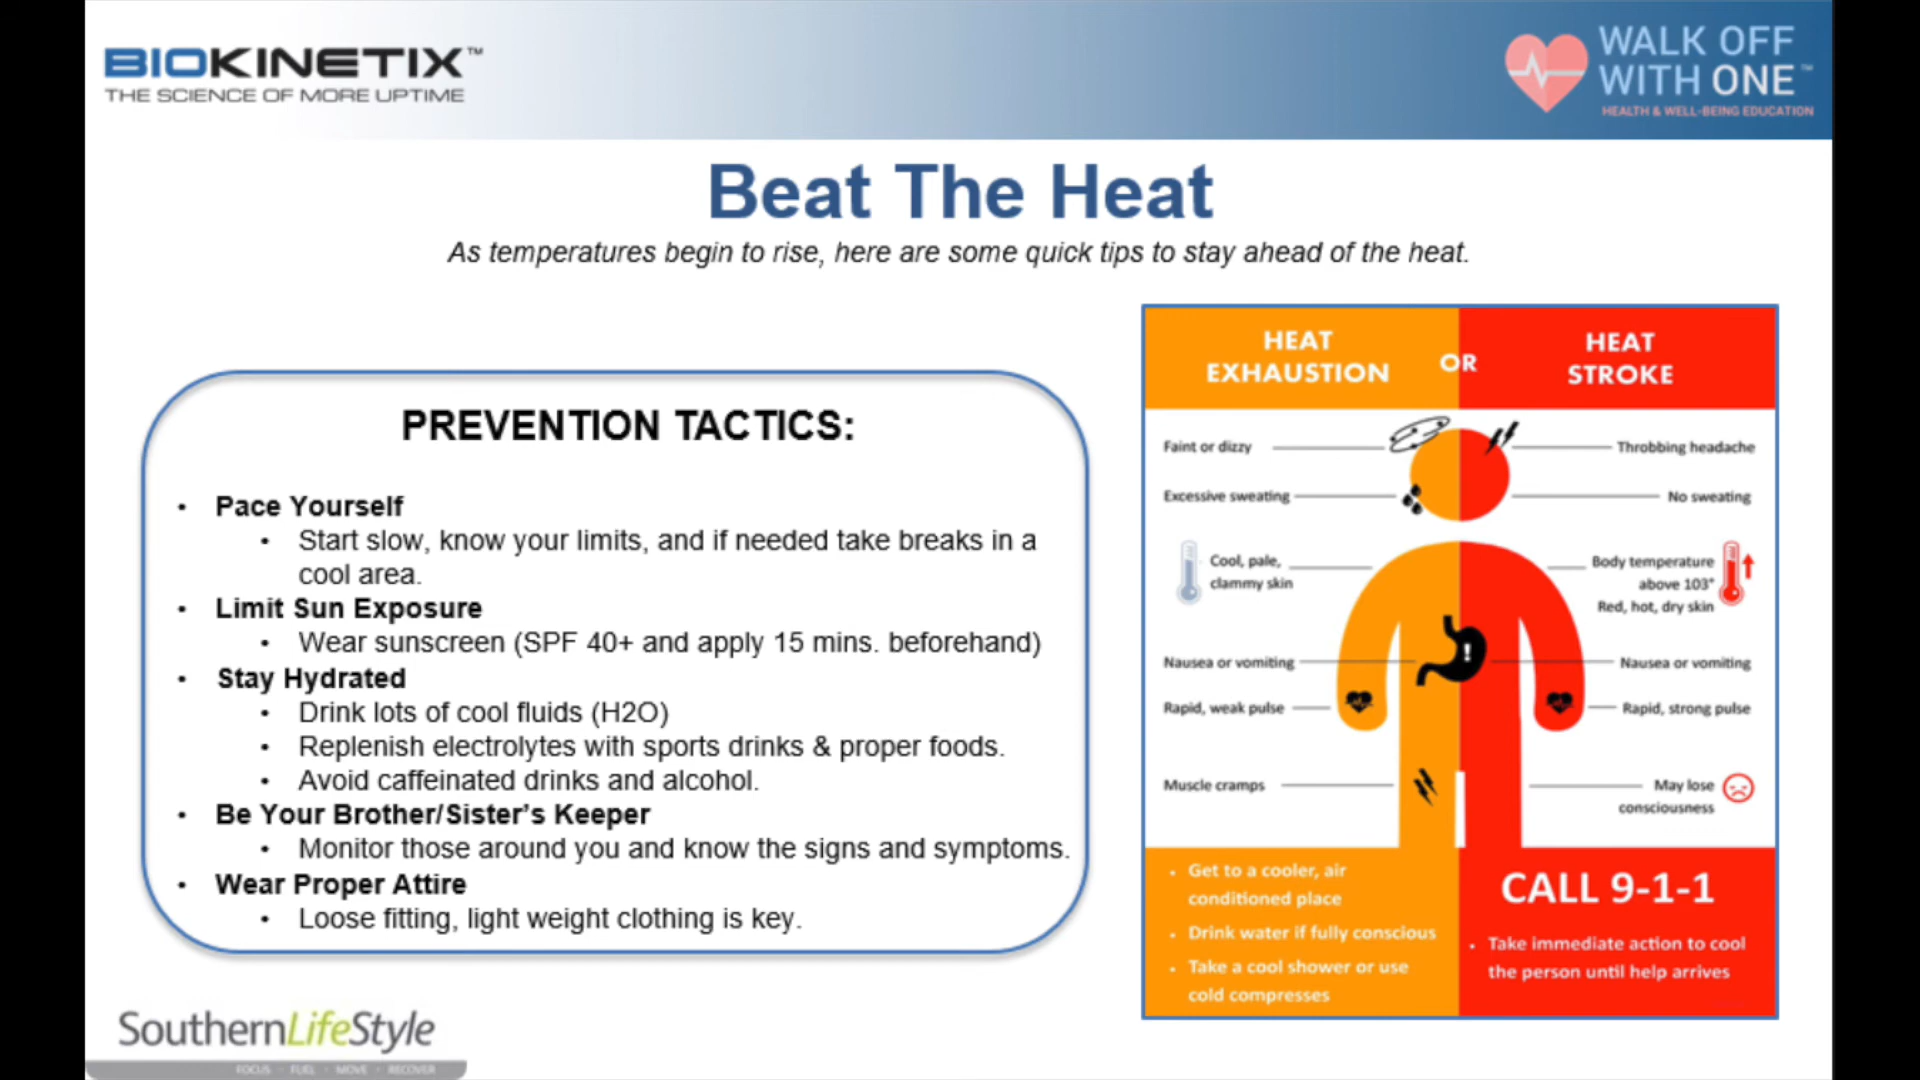 BIOKINETIX™
THE SCIENCE OF MORE UPTIME
WALK OFF
WITH ONE™
HEALTH & WELL-BEING EDUCATION
Beat The Heat
As temperatures begin to rise, here are some quick tips to stay ahead of the heat.
PREVENTION TACTICS:
• Pace Yourself
• Start slow, know your limits, and if needed take breaks in a
cool area.
• Limit Sun Exposure
• Wear sunscreen (SPF 40+ and apply 15 mins. beforehand)
• Stay Hydrated
• Drink lots of cool fluids (H2O)
• Replenish electrolytes with sports drinks & proper foods.
• Avoid caffeinated drinks and alcohol.
• Be Your Brother/Sister’s Keeper
• Monitor those around you and know the signs and symptoms.
• Wear Proper Attire
• Loose fitting, light weight clothing is key.
HEAT
EXHAUSTION
OR
HEAT
STROKE
Faint or dizzy
Throbbing headache
Excessive sweating
No sweating
Cool, pale,
clammy skin
Body temperature
above 103°
Red, hot, dry skin
Nausea or vomiting
Nausea or vomiting
Rapid, weak pulse
Rapid, strong pulse
Muscle cramps
May lose
consciousness
• Get to a cooler, air
conditioned place
• Drink water if fully conscious
• Take a cool shower or use
cold compresses
CALL 9-1-1
• Take immediate action to cool
the person until help arrives
SouthernLifeStyle
FOCUS · FUEL · MOVE · RECOVER